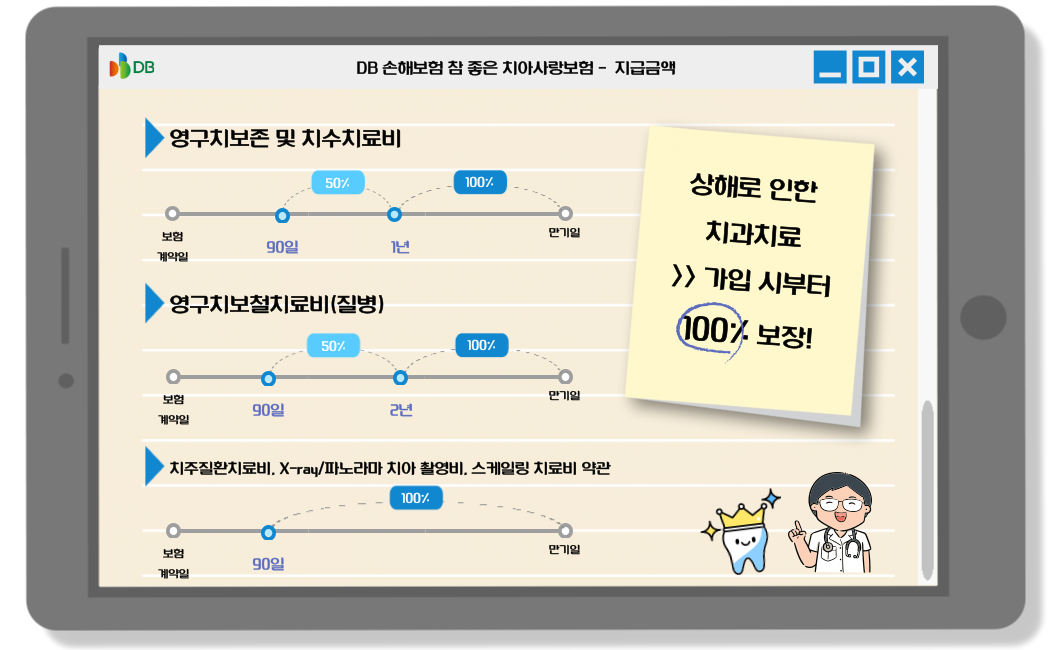 DB
DB 손해보험 참 좋은 치아사랑보험 - 지급금액
영구치보존 및 치수치료비
50%
100%
보험
계약일
90일
1년
만기일
영구치보철치료비(질병)
50%
100%
보험
계약일
90일
2년
만기일
치주질환치료비, X-ray/파노라마 치아 촬영비, 스케일링 치료비 약관
100%
보험
계약일
90일
만기일
상해로 인한
치과치료
>> 가입 시부터
100% 보장!